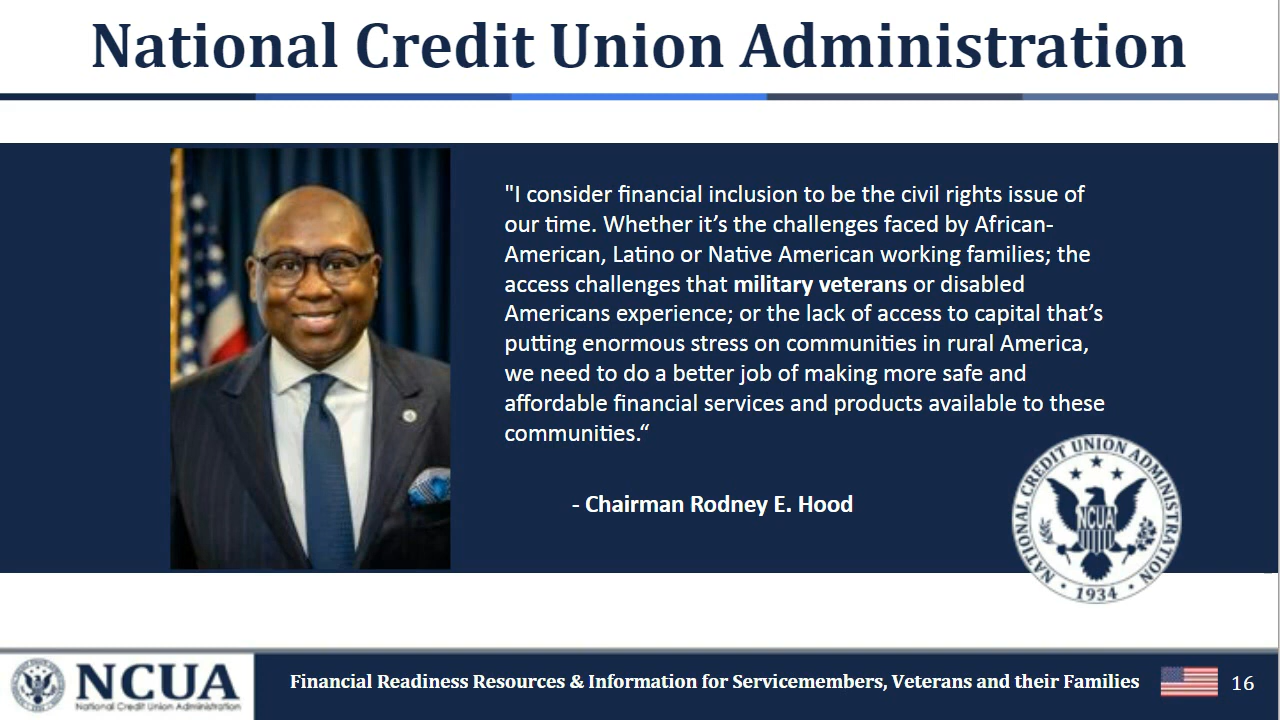 National Credit Union Administration
"I consider financial inclusion to be the civil rights issue of
our time. Whether it’s the challenges faced by African-
American, Latino or Native American working families; the
access challenges that military veterans or disabled
Americans experience; or the lack of access to capital that’s
putting enormous stress on communities in rural America,
we need to do a better job of making more safe and
affordable financial services and products available to these
communities.“
- Chairman Rodney E. Hood
NATIONAL CREDIT UNION ADMINISTRATION
NCUA
1934
NCUA
National Credit Union Administration
Financial Readiness Resources & Information for Servicemembers, Veterans and their Families
16